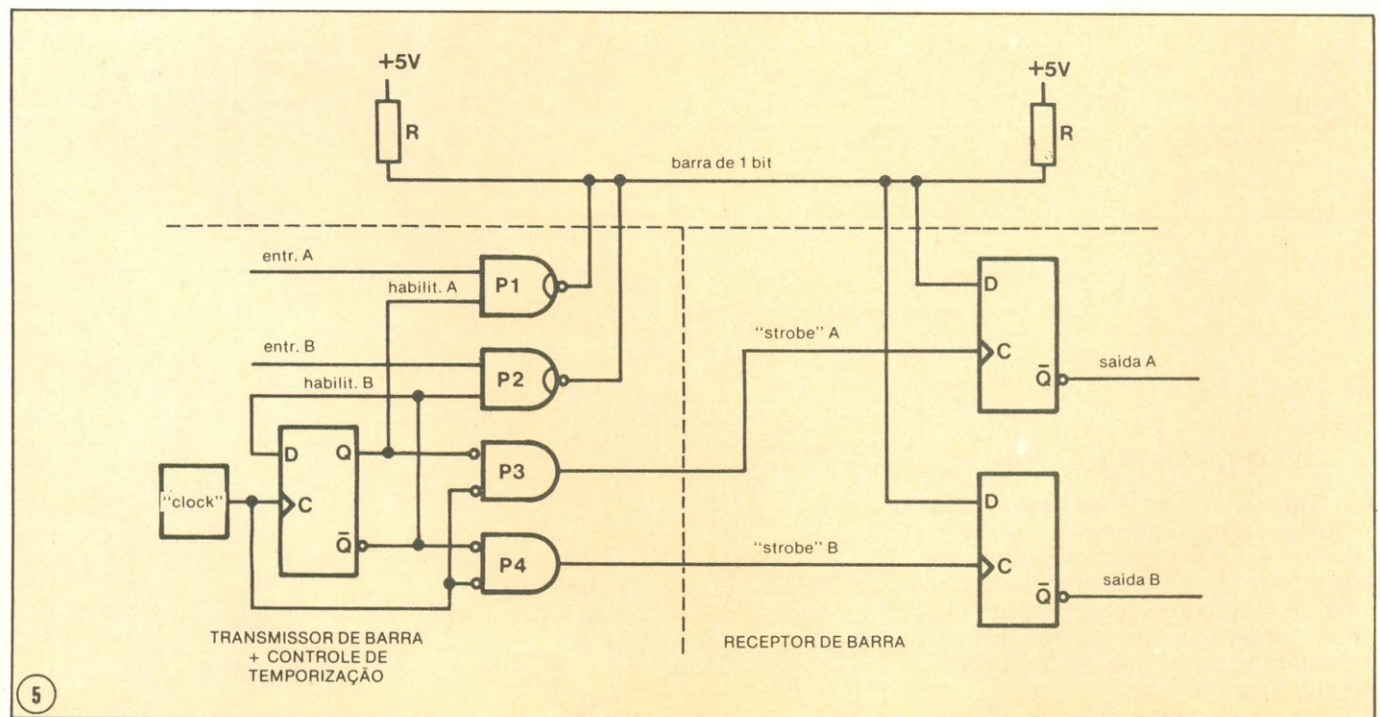 +5V
+5V
R
R
barra de 1 bit
entr. A
P1
habilit. A
D
entr. B
"strobe" A
P2
C
habilit. B
Q̅
saida A
D
Q
P3
"clock"
C
D
Q̅
P4
"strobe" B
C
Q̅
saida B
TRANSMISSOR DE BARRA
+ CONTROLE DE
TEMPORIZAÇÃO
RECEPTOR DE BARRA
5